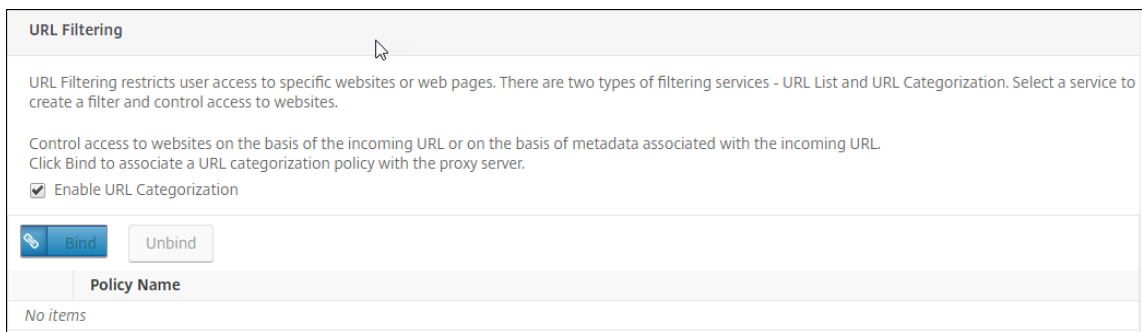 URL Filtering
URL Filtering restricts user access to specific websites or web pages. There are two types of filtering services - URL List and URL Categorization. Select a service to
create a filter and control access to websites.
Control access to websites on the basis of the incoming URL or on the basis of metadata associated with the incoming URL.
Click Bind to associate a URL categorization policy with the proxy server.
Enable URL Categorization
Bind Unbind
Policy Name
No items